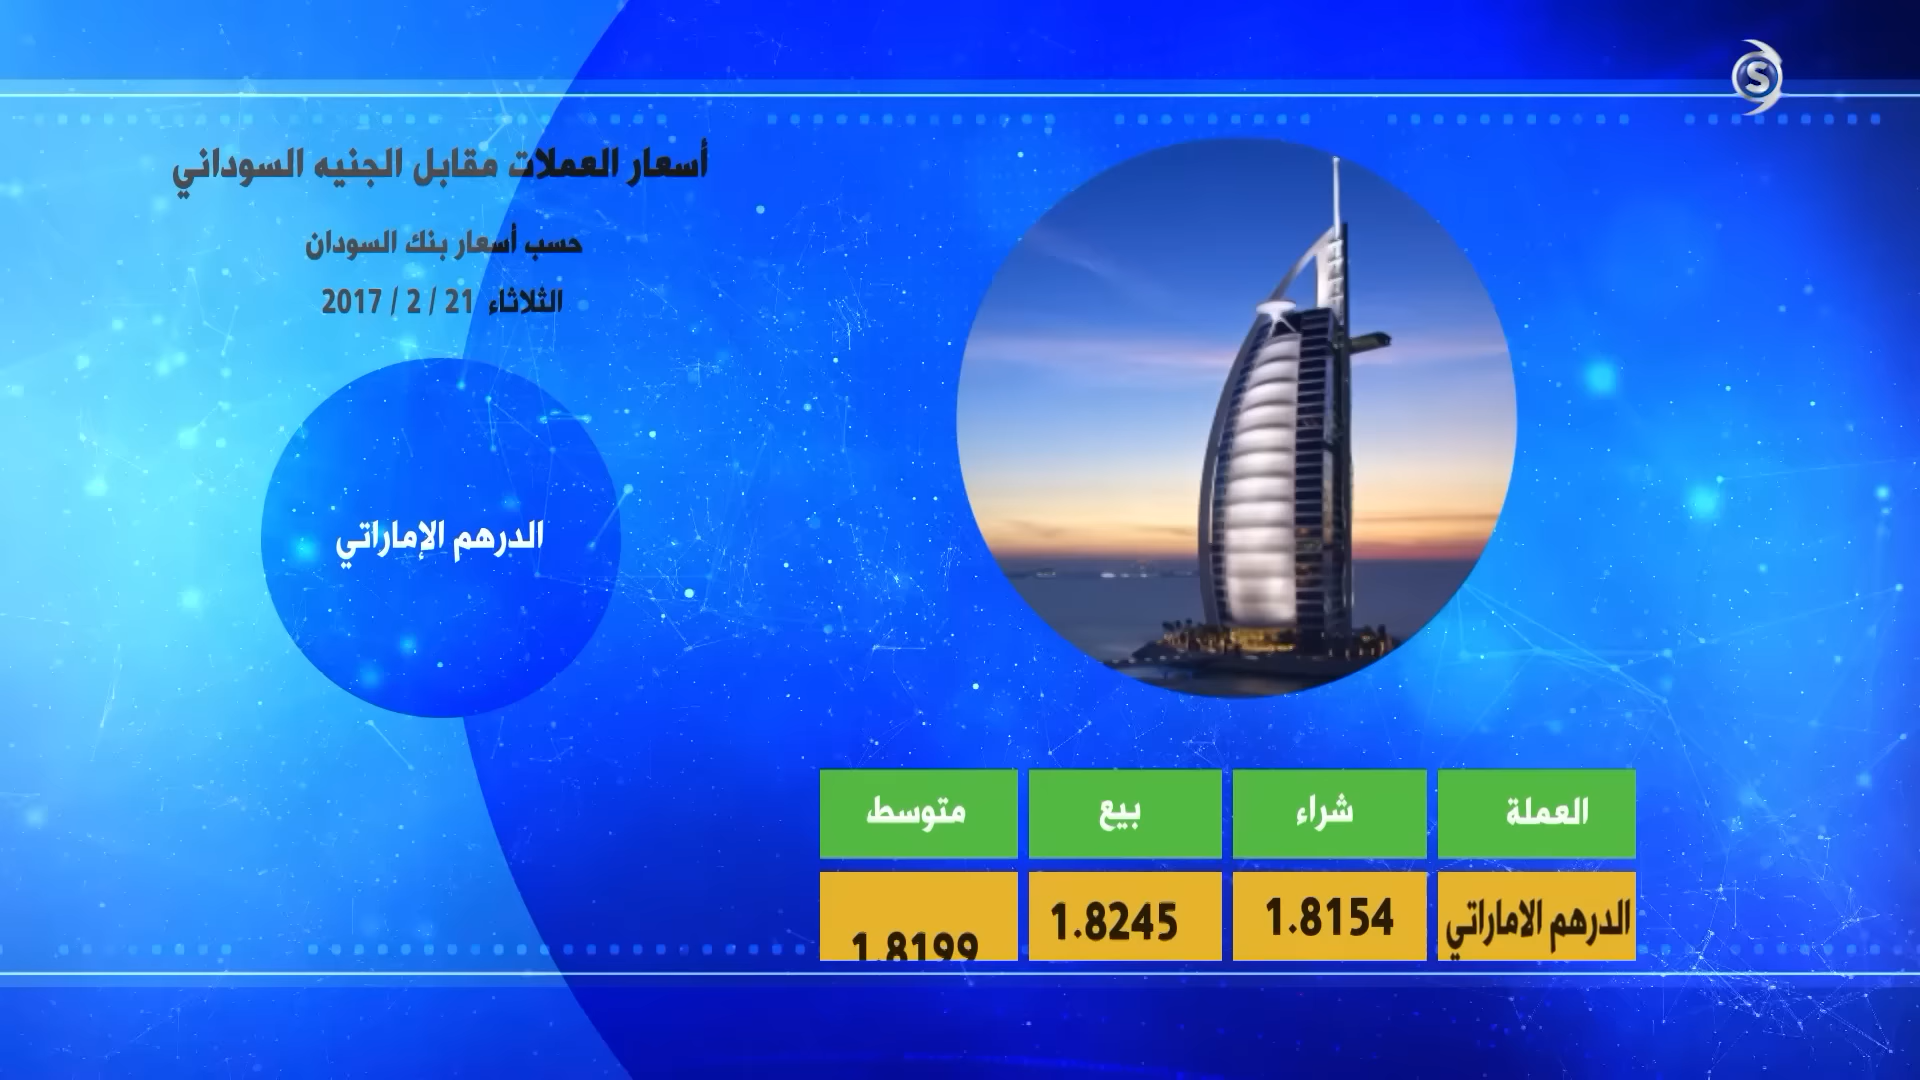 أسعار العملات مقابل الجنيه السوداني
حسب أسعار بنك السودان
الثلاثاء 21 / 2 / 2017
الدرهم الإماراتي
العملة شراء بيع متوسط
الدرهم الاماراتي 1.8154 1.8245 1.8199
S